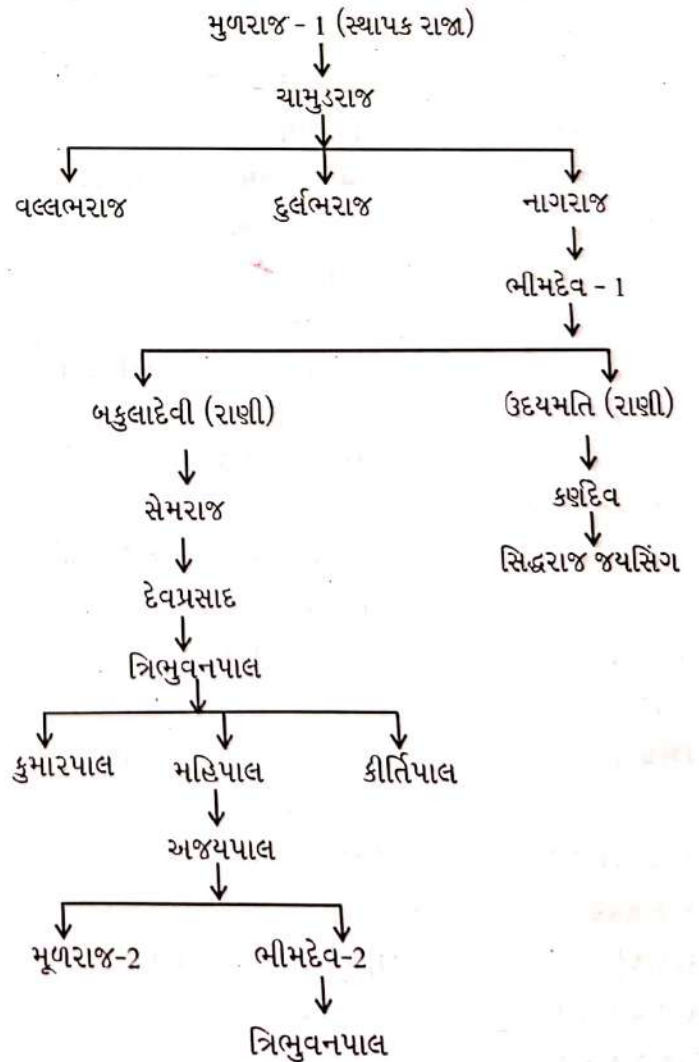 મુળરાજ - 1 (સ્થાપક રાજા)
ચામુડરાજ
વલ્લભરાજ દુર્લભરાજ નાગરાજ
ભીમદેવ - 1
બકુલાદેવી (રાણી) ઉદયમતિ (રાણી)
સેમરાજ કર્ણદેવ
સિદ્ધરાજ જયસિંગ
દેવપ્રસાદ
ત્રિભુવનપાલ
કુમારપાલ મહિપાલ કીર્તિપાલ
અજયપાલ
મૂળરાજ-2 ભીમદેવ-2
ત્રિભુવનપાલ